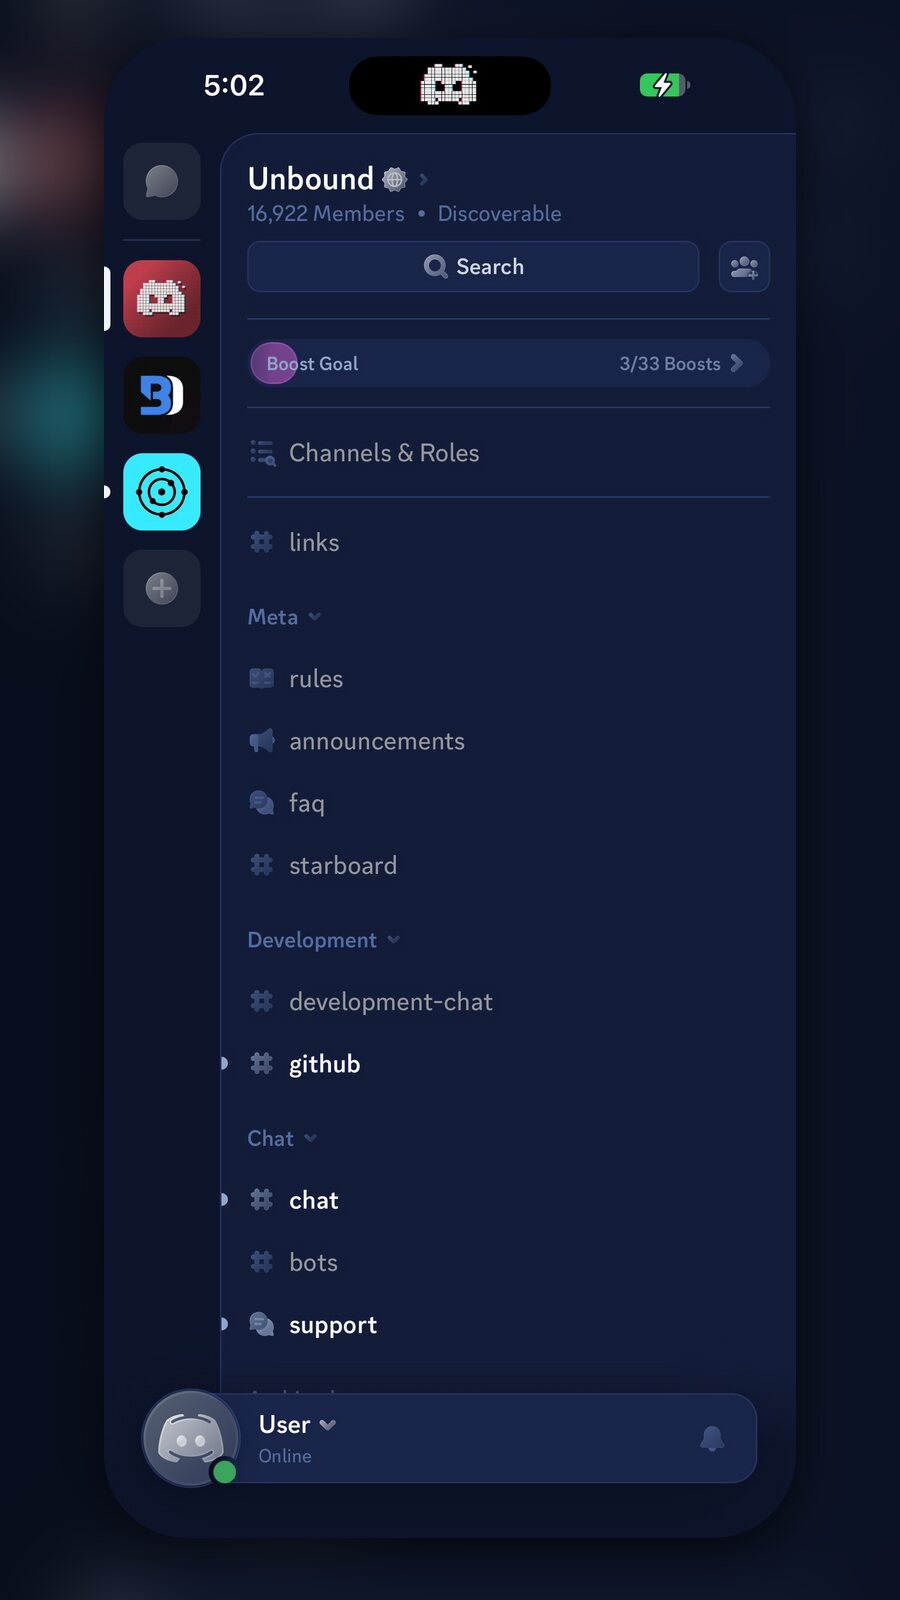 5:02
Unbound
16,922 Members • Discoverable
Search
Boost Goal
3/33 Boosts
Channels & Roles
links
Meta
rules
announcements
faq
starboard
Development
development-chat
github
Chat
chat
bots
support
User
Online